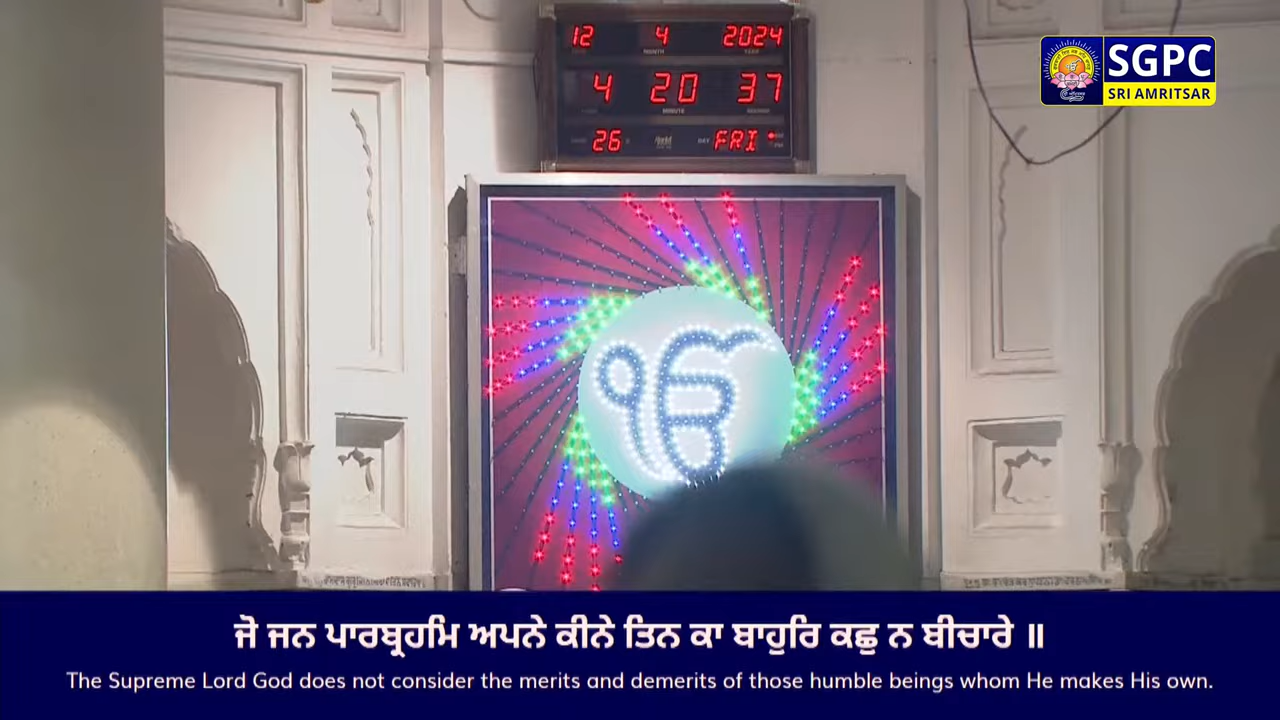 12 4 2024
MONTH
4 20 37
MINUTE
26 FRI
DAY
SGPC
SRI AMRITSAR
ੴ
ਜੋ ਜਨ ਪਾਰਬ੍ਰਹਮਿ ਅਪਨੇ ਕੀਨੇ ਤਿਨ ਕਾ ਬਾਹੁਰਿ ਕਛੁ ਨ ਬੀਚਾਰੇ ॥
The Supreme Lord God does not consider the merits and demerits of those humble beings whom He makes His own.